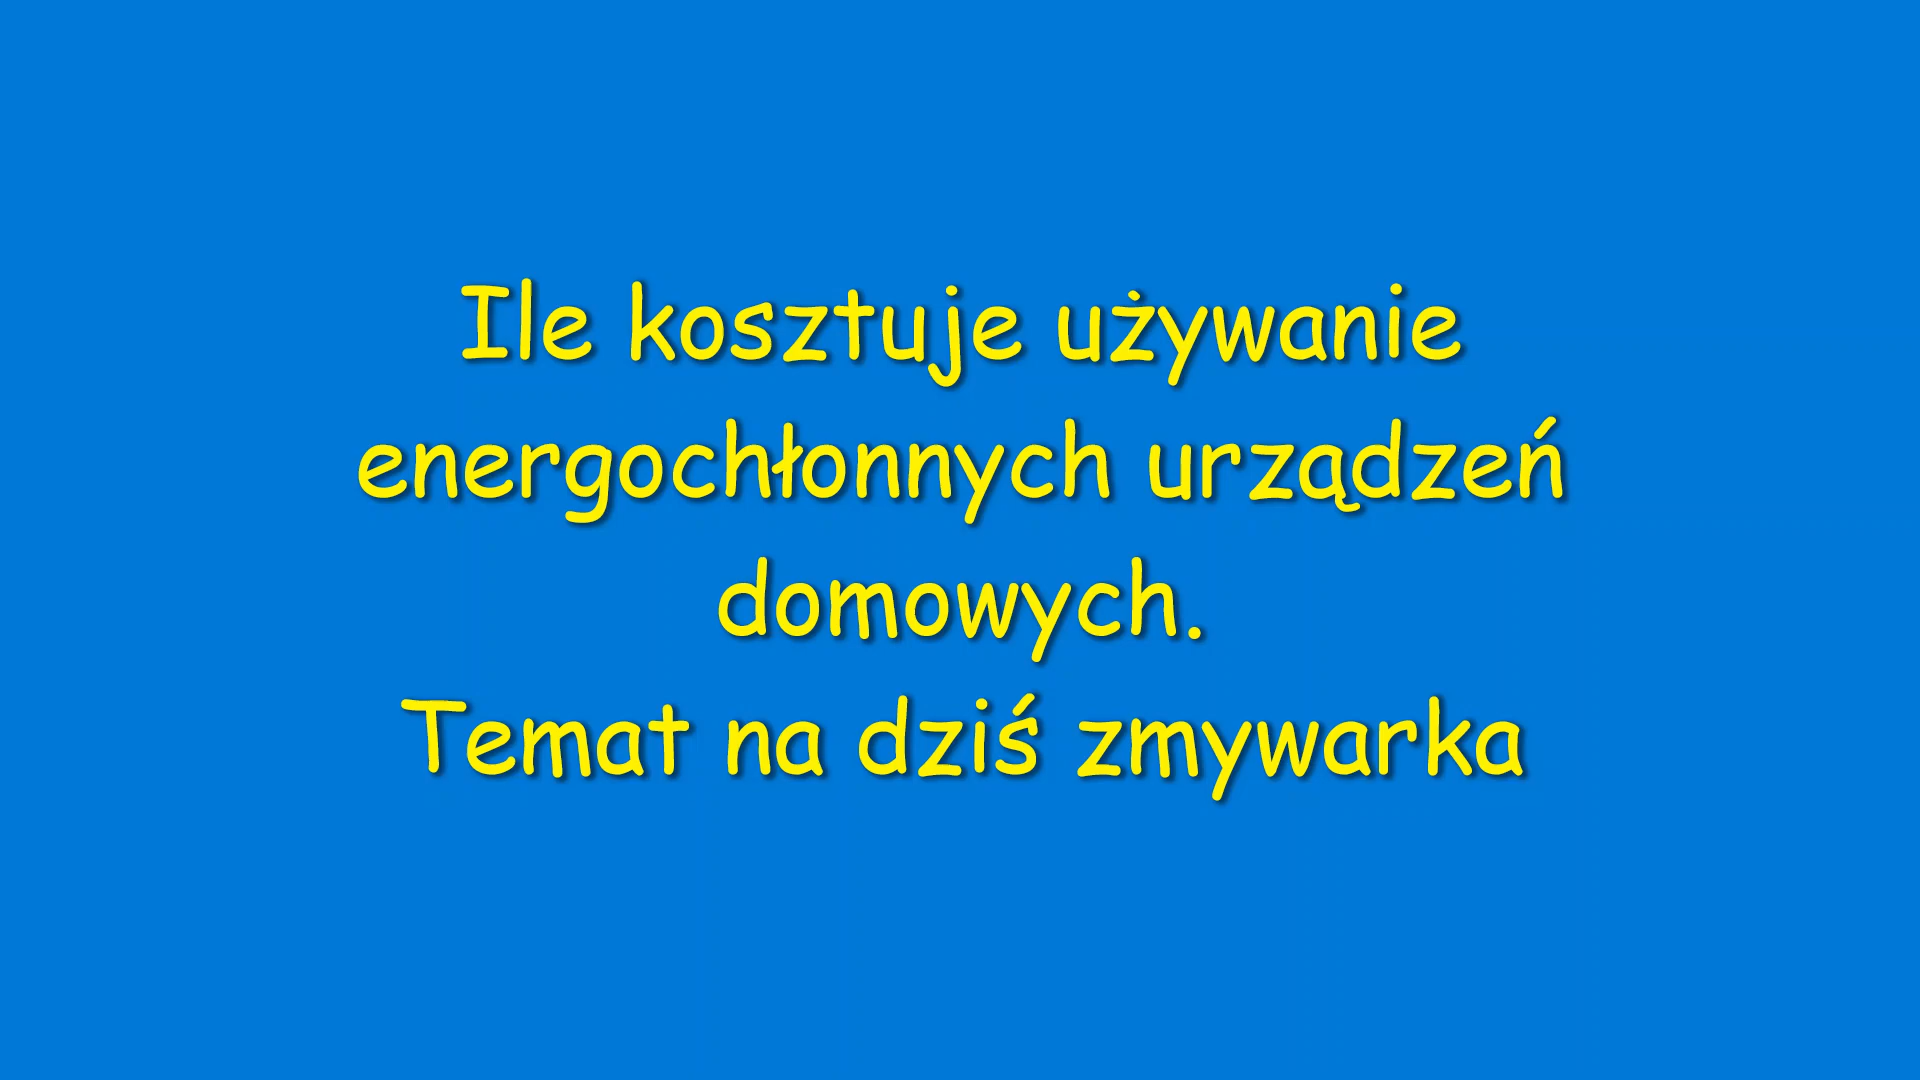 Ile kosztuje używanie
energochłonnych urządzeń
domowych.
Temat na dziś zmywarka